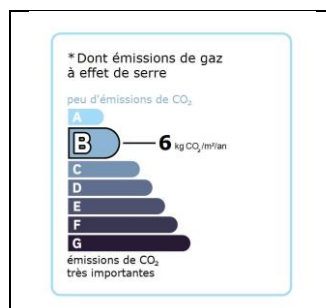 *Dont émissions de gaz
à effet de serre
peu d'émissions de CO₂
A
B 6 kg CO₂/m²/an
C
D
E
F
G
émissions de CO₂
très importantes